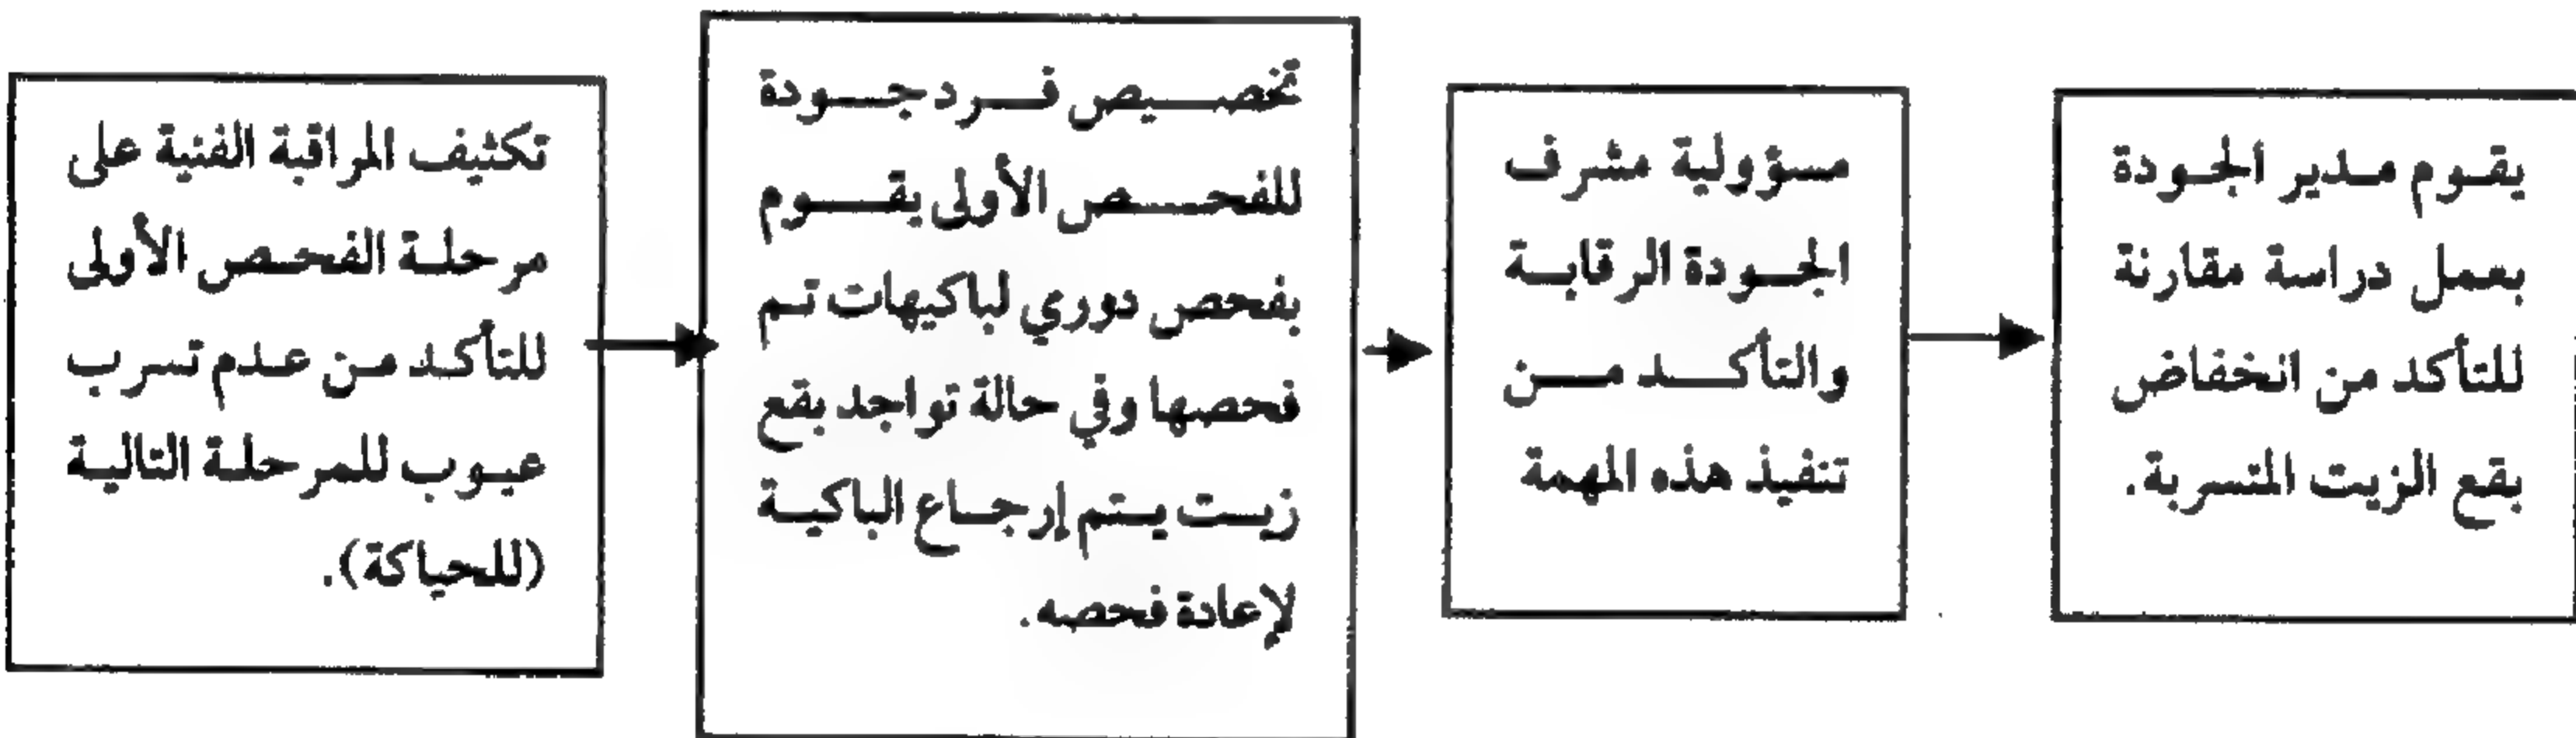 تكثيف المراقبة الفنية على
مرحلة الفحص الأولى
للتأكد من عدم تسرب
عيوب للمرحلة التالية
(للحياكة).
تخصيص فرد جودة
للفحص الأولى يقوم
بفحص دوري لباكيهات تم
فحصها وفي حالة تواجد بقع
زيت يتم إرجاع الباكية
لإعادة فحصه.
مسؤولية مشرف
الجودة الرقابة
والتأكد من
تنفيذ هذه المهمة
يقوم مدير الجودة
بعمل دراسة مقارنة
للتأكد من انخفاض
بقع الزيت المتسربة.